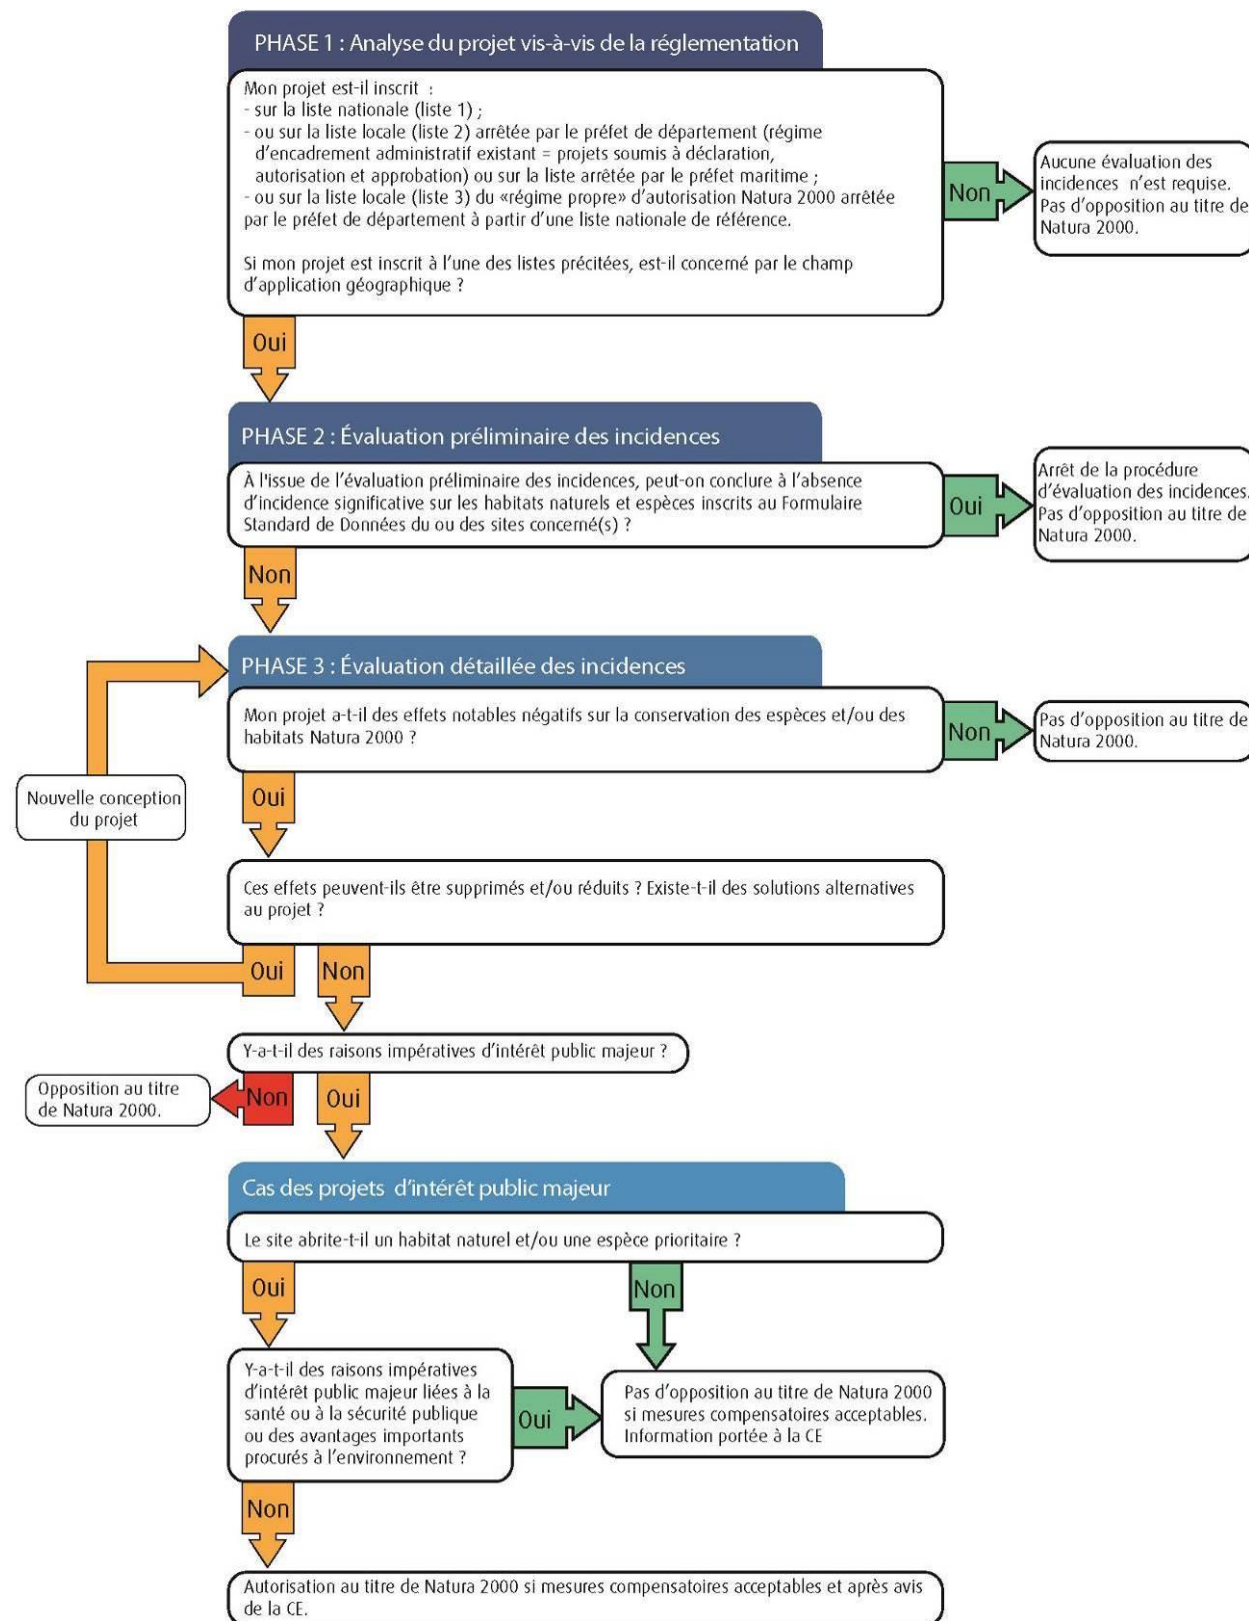 PHASE 1 : Analyse du projet vis-à-vis de la réglementation
Mon projet est-il inscrit :
- sur la liste nationale (liste 1) ;
- ou sur la liste locale (liste 2) arrêtée par le préfet de département (régime
d'encadrement administratif existant = projets soumis à déclaration,
autorisation et approbation) ou sur la liste arrêtée par le préfet maritime ;
- ou sur la liste locale (liste 3) du «régime propre» d'autorisation Natura 2000 arrêtée
par le préfet de département à partir d'une liste nationale de référence.
Si mon projet est inscrit à l'une des listes précitées, est-il concerné par le champ
d'application géographique ?
Non
Aucune évaluation des
incidences n'est requise.
Pas d'opposition au titre de
Natura 2000.
Oui
PHASE 2 : Évaluation préliminaire des incidences
À l'issue de l'évaluation préliminaire des incidences, peut-on conclure à l'absence
d'incidence significative sur les habitats naturels et espèces inscrits au Formulaire
Standard de Données du ou des sites concerné(s) ?
Oui
Arrêt de la procédure
d'évaluation des incidences.
Pas d'opposition au titre de
Natura 2000.
Non
PHASE 3 : Évaluation détaillée des incidences
Mon projet a-t-il des effets notables négatifs sur la conservation des espèces et/ou des
habitats Natura 2000 ?
Non
Pas d'opposition au titre de
Natura 2000.
Oui
Nouvelle conception
du projet
Ces effets peuvent-ils être supprimés et/ou réduits ? Existe-t-il des solutions alternatives
au projet ?
Oui
Non
Y-a-t-il des raisons impératives d'intérêt public majeur ?
Opposition au titre
de Natura 2000.
Non
Oui
Cas des projets d'intérêt public majeur
Le site abrite-t-il un habitat naturel et/ou une espèce prioritaire ?
Oui
Non
Y-a-t-il des raisons impératives
d'intérêt public majeur liées à la
santé ou à la sécurité publique
ou des avantages importants
procurés à l'environnement ?
Oui
Pas d'opposition au titre de Natura 2000
si mesures compensatoires acceptables.
Information portée à la CE
Non
Autorisation au titre de Natura 2000 si mesures compensatoires acceptables et après avis
de la CE.